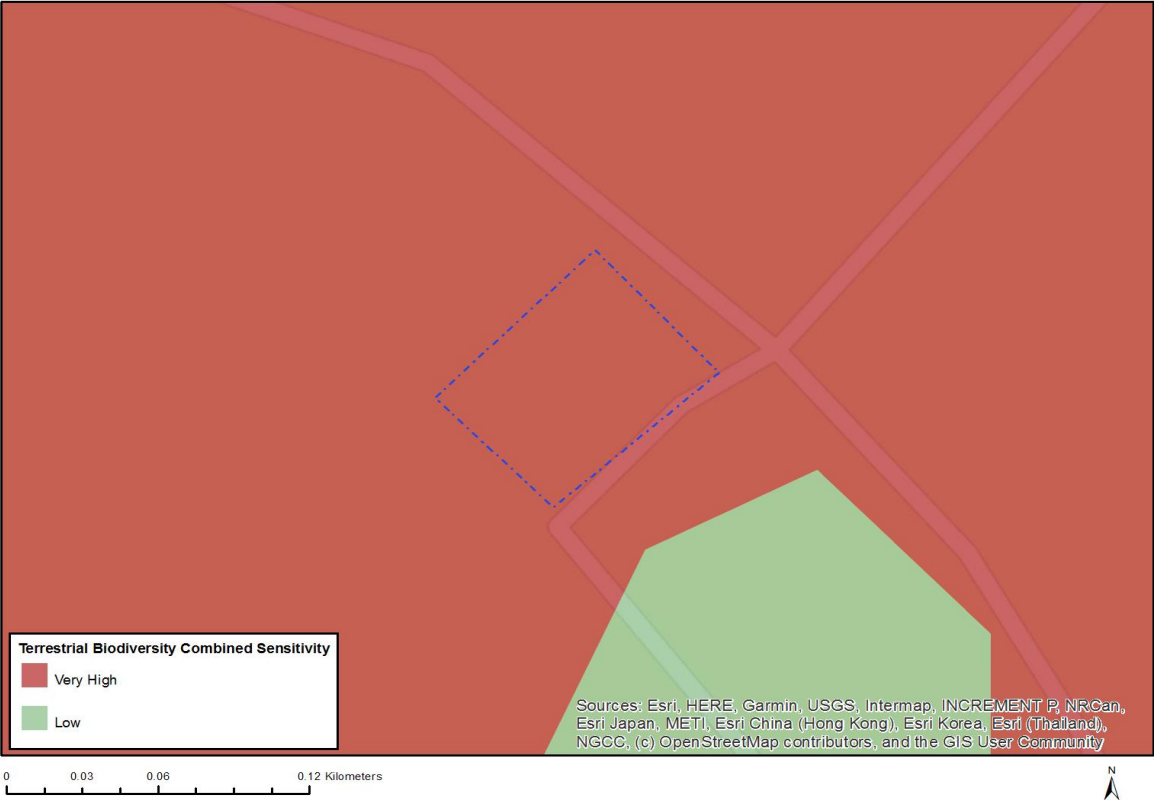 Terrestrial Biodiversity Combined Sensitivity
Very High
Low
Sources: Esri, HERE, Garmin, USGS, Intermap, INCREMENT P, NRCan,
Esri Japan, METI, Esri China (Hong Kong), Esri Korea, Esri (Thailand),
NGCC, (c) OpenStreetMap contributors, and the GIS User Community
0 0.03 0.06 0.12 Kilometers
N